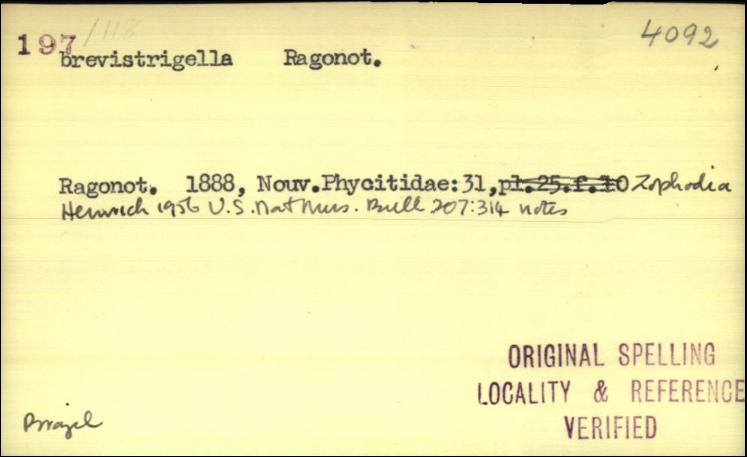 197 /118 4092
brevistrigella Ragonot.
Ragonot. 1888, Nouv.Phycitidae:31,pl.25.f.10 Zophodia
Heinrich 1956 U.S. Nat Mus. Bull 207:314 notes
ORIGINAL SPELLING
LOCALITY & REFERENCE
VERIFIED
Brazil